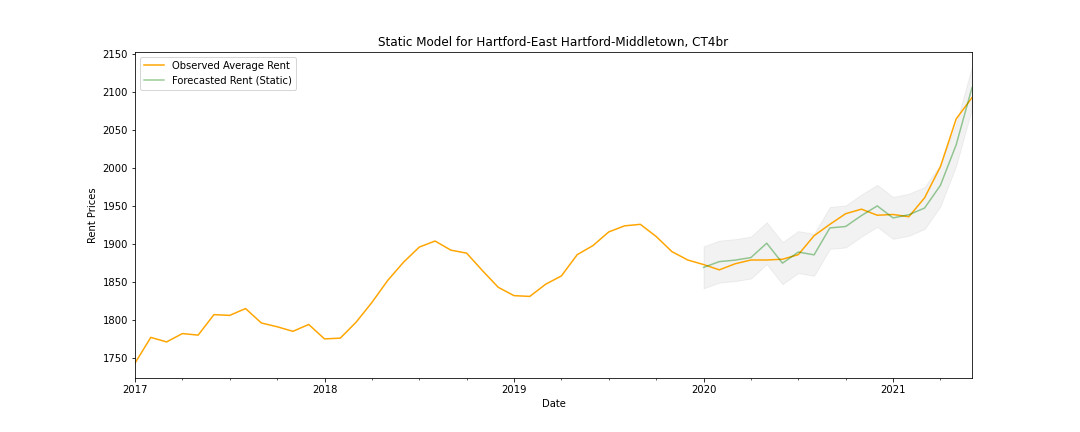 Static Model for Hartford-East Hartford-Middletown, CT4br
Observed Average Rent
Forecasted Rent (Static)
Rent Prices
2150
2100
2050
2000
1950
1900
1850
1800
1750
2017
2018
2019
2020
2021
Date